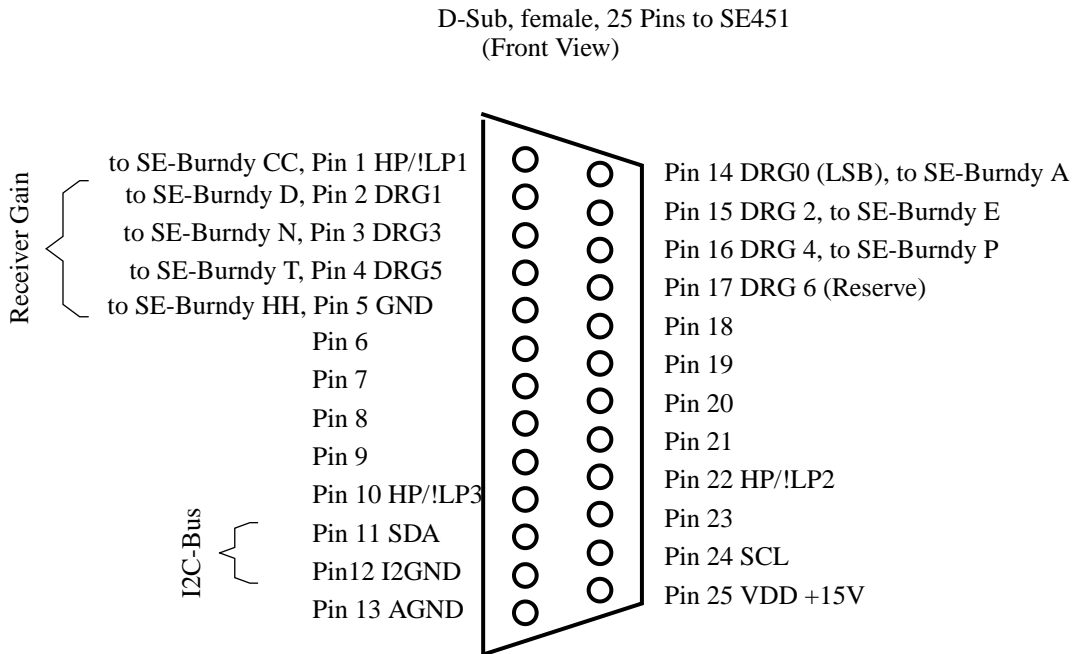 D-Sub, female, 25 Pins to SE451
(Front View)
Receiver Gain
to SE-Burndy CC, Pin 1 HP/!LP1
to SE-Burndy D, Pin 2 DRG1
to SE-Burndy N, Pin 3 DRG3
to SE-Burndy T, Pin 4 DRG5
to SE-Burndy HH, Pin 5 GND
Pin 6
Pin 7
Pin 8
Pin 9
Pin 10 HP/!LP3
I2C-Bus
Pin 11 SDA
Pin12 I2GND
Pin 13 AGND
Pin 14 DRG0 (LSB), to SE-Burndy A
Pin 15 DRG 2, to SE-Burndy E
Pin 16 DRG 4, to SE-Burndy P
Pin 17 DRG 6 (Reserve)
Pin 18
Pin 19
Pin 20
Pin 21
Pin 22 HP/!LP2
Pin 23
Pin 24 SCL
Pin 25 VDD +15V